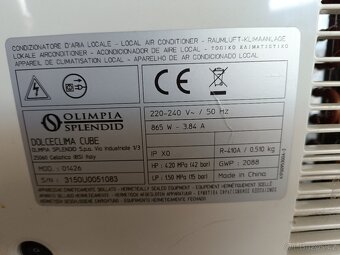 CONDIZIONATORE D'ARIA LOCALE - LOCAL AIR CONDITIONER - RAUMLUFT-KLIMAANLAGE
LOKALE AIRCONDITIONER - ACONDICIONADOR DE AIRE LOCAL - ΤΟΠΙΚΟ ΚΛΙΜΑΤΙΣΤΙΚΟ
APPAREIL DE CLIMATISATION LOCAL - APARELHO DE AR CONDICIONADO LOCAL
CE
OLIMPIA
SPLENDID
220-240 V~ / 50 Hz
865 W - 3.84 A
DOLCECLIMA CUBE
OLIMPIA SPLENDID S.p.a. Via Industriale 1/3
25060 Cellatica (BS) Italy
IP X0
R-410A / 0.510 kg
MOD.: 01426
HP : 4.20 MPa (42 bar)
GWP : 2088
S/N : 3150UO051083
LP : 1.50 MPa (15 bar)
Made in China